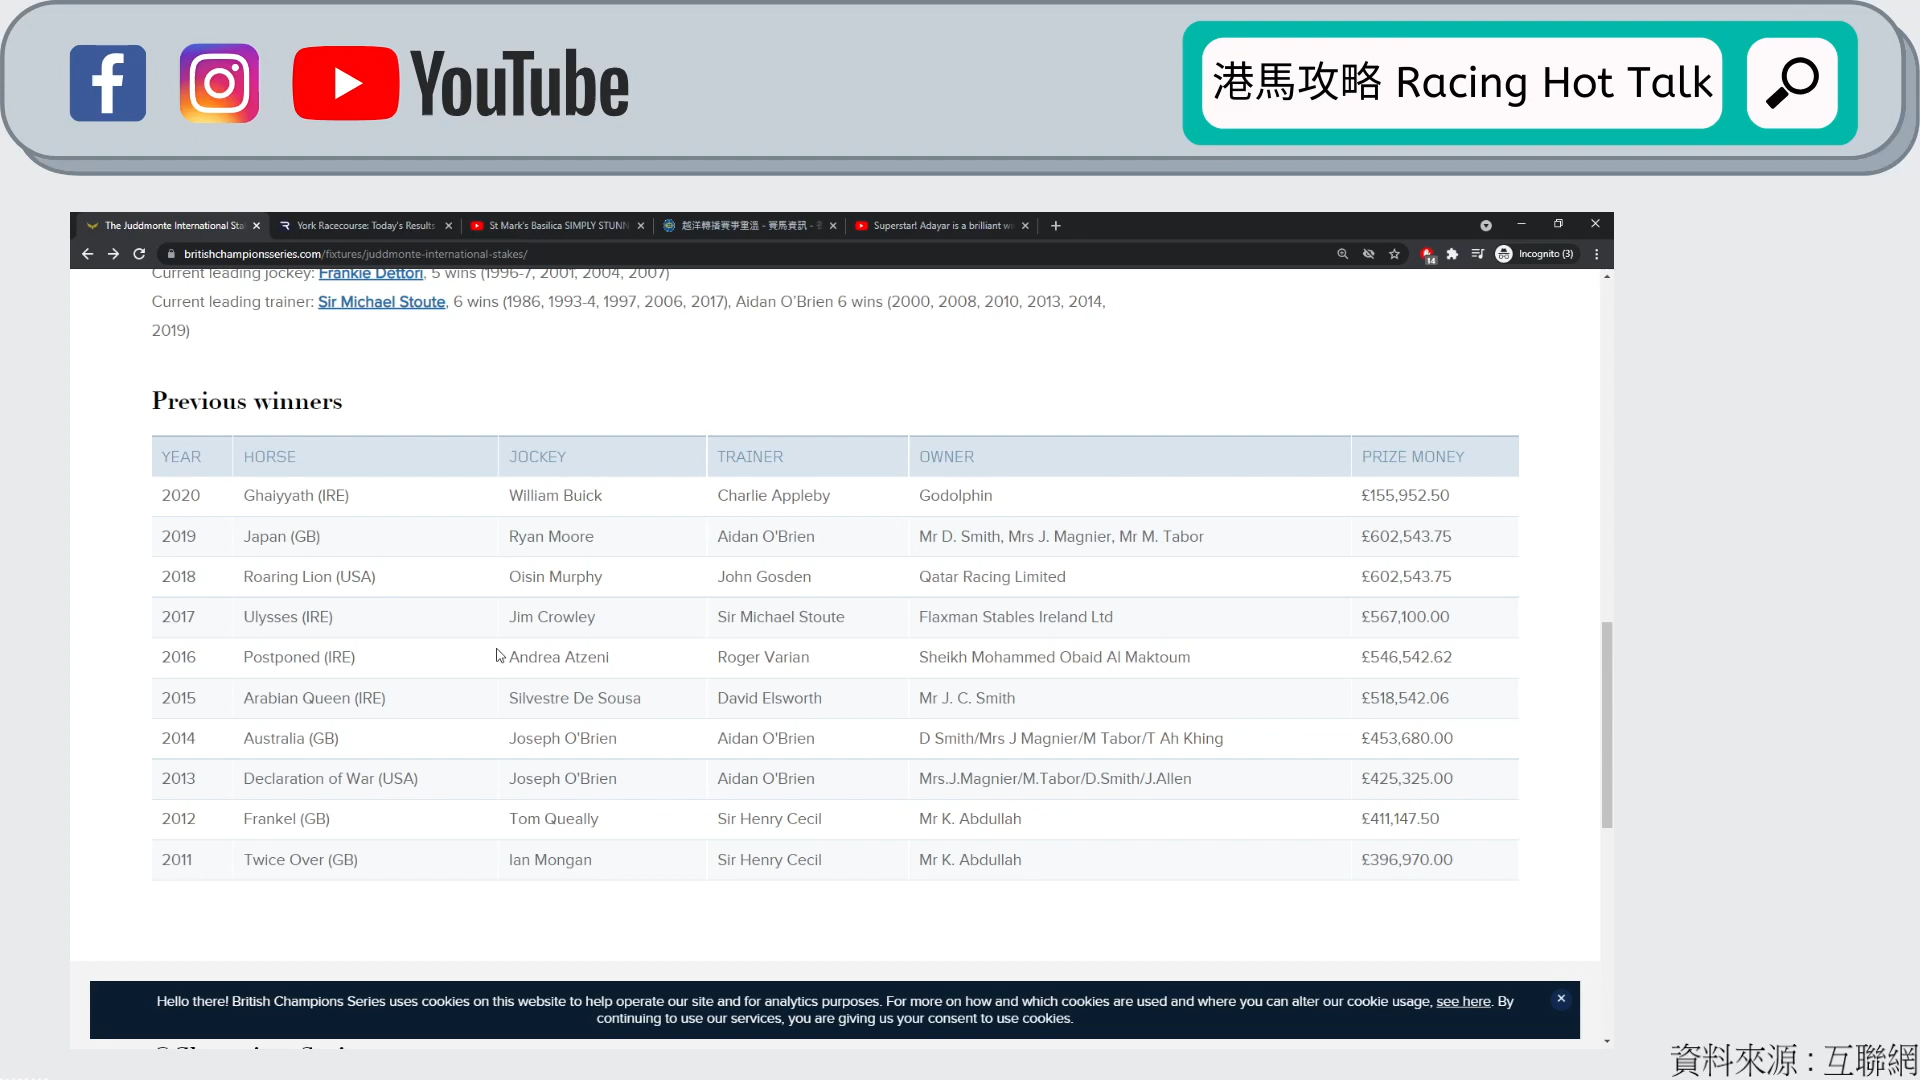 YouTube
港馬攻略 Racing Hot Talk
The Juddmonte International Sta
York Racecourse: Today's Results
St Mark's Basilica SIMPLY STUNN
越洋轉播賽事重溫 - 賽馬資訊 -
Superstar! Adayar is a brilliant wi
britishchampionsseries.com/fixtures/juddmonte-international-stakes/
14
Incognito (3)
Current leading jockey: Frankie Dettori, 5 wins (1996-7, 2001, 2004, 2007)
Current leading trainer: Sir Michael Stoute, 6 wins (1986, 1993-4, 1997, 2006, 2017), Aidan O’Brien 6 wins (2000, 2008, 2010, 2013, 2014,
2019)
Previous winners
YEAR HORSE JOCKEY TRAINER OWNER PRIZE MONEY
2020 Ghaiyyath (IRE) William Buick Charlie Appleby Godolphin £155,952.50
2019 Japan (GB) Ryan Moore Aidan O'Brien Mr D. Smith, Mrs J. Magnier, Mr M. Tabor £602,543.75
2018 Roaring Lion (USA) Oisin Murphy John Gosden Qatar Racing Limited £602,543.75
2017 Ulysses (IRE) Jim Crowley Sir Michael Stoute Flaxman Stables Ireland Ltd £567,100.00
2016 Postponed (IRE) Andrea Atzeni Roger Varian Sheikh Mohammed Obaid Al Maktoum £546,542.62
2015 Arabian Queen (IRE) Silvestre De Sousa David Elsworth Mr J. C. Smith £518,542.06
2014 Australia (GB) Joseph O'Brien Aidan O'Brien D Smith/Mrs J Magnier/M Tabor/T Ah Khing £453,680.00
2013 Declaration of War (USA) Joseph O'Brien Aidan O'Brien Mrs.J.Magnier/M.Tabor/D.Smith/J.Allen £425,325.00
2012 Frankel (GB) Tom Queally Sir Henry Cecil Mr K. Abdullah £411,147.50
2011 Twice Over (GB) Ian Mongan Sir Henry Cecil Mr K. Abdullah £396,970.00
Hello there! British Champions Series uses cookies on this website to help operate our site and for analytics purposes. For more on how and which cookies are used and where you can alter our cookie usage, see here. By
continuing to use our services, you are giving us your consent to use cookies.
資料來源 : 互聯網